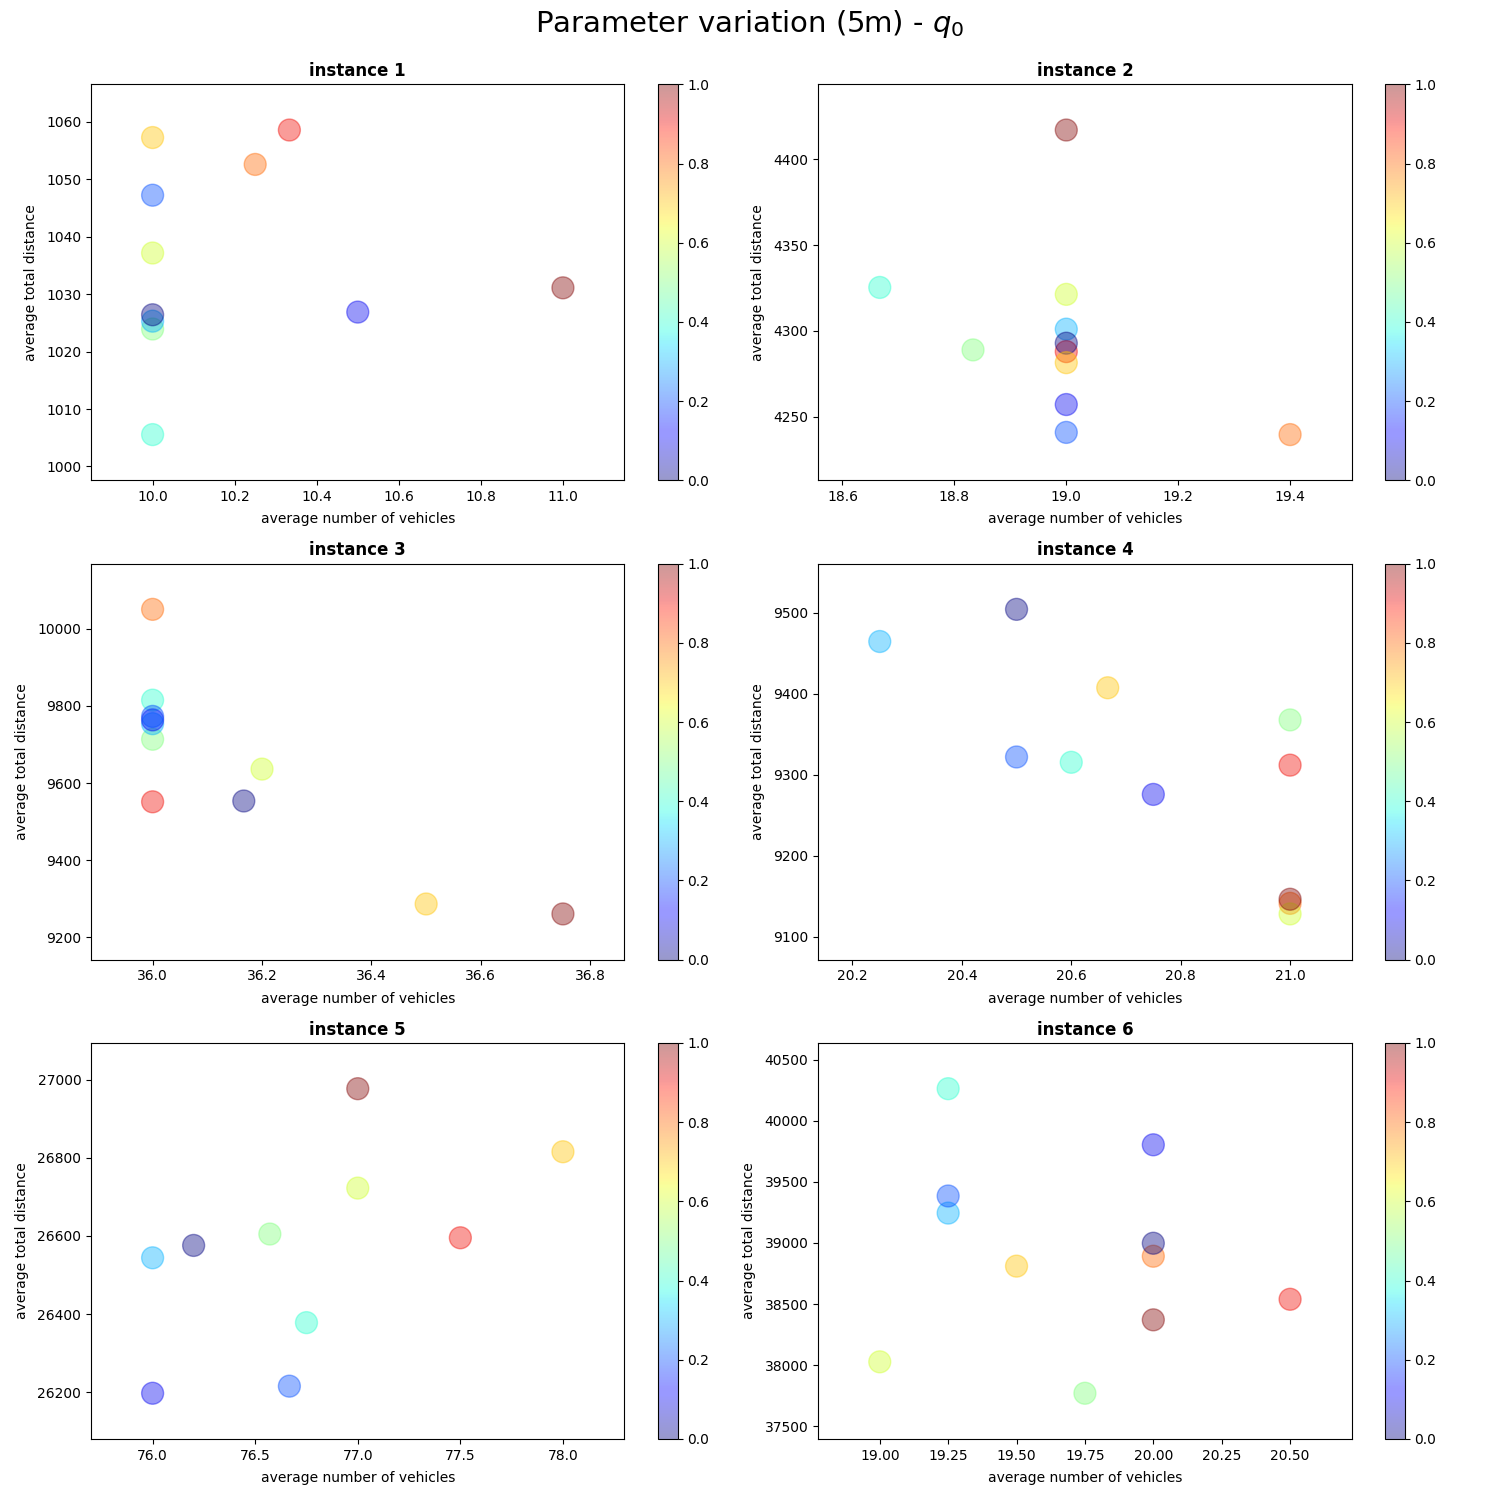 Parameter variation (5m) - q₀
instance 1
average total distance
1060
1050
1040
1030
1020
1010
1000
10.0 10.2 10.4 10.6 10.8 11.0
average number of vehicles
1.0
0.8
0.6
0.4
0.2
0.0
instance 2
average total distance
4400
4350
4300
4250
18.6 18.8 19.0 19.2 19.4
average number of vehicles
1.0
0.8
0.6
0.4
0.2
0.0
instance 3
average total distance
10000
9800
9600
9400
9200
36.0 36.2 36.4 36.6 36.8
average number of vehicles
1.0
0.8
0.6
0.4
0.2
0.0
instance 4
average total distance
9500
9400
9300
9200
9100
20.2 20.4 20.6 20.8 21.0
average number of vehicles
1.0
0.8
0.6
0.4
0.2
0.0
instance 5
average total distance
27000
26800
26600
26400
26200
76.0 76.5 77.0 77.5 78.0
average number of vehicles
1.0
0.8
0.6
0.4
0.2
0.0
instance 6
average total distance
40500
40000
39500
39000
38500
38000
37500
19.00 19.25 19.50 19.75 20.00 20.25 20.50
average number of vehicles
1.0
0.8
0.6
0.4
0.2
0.0